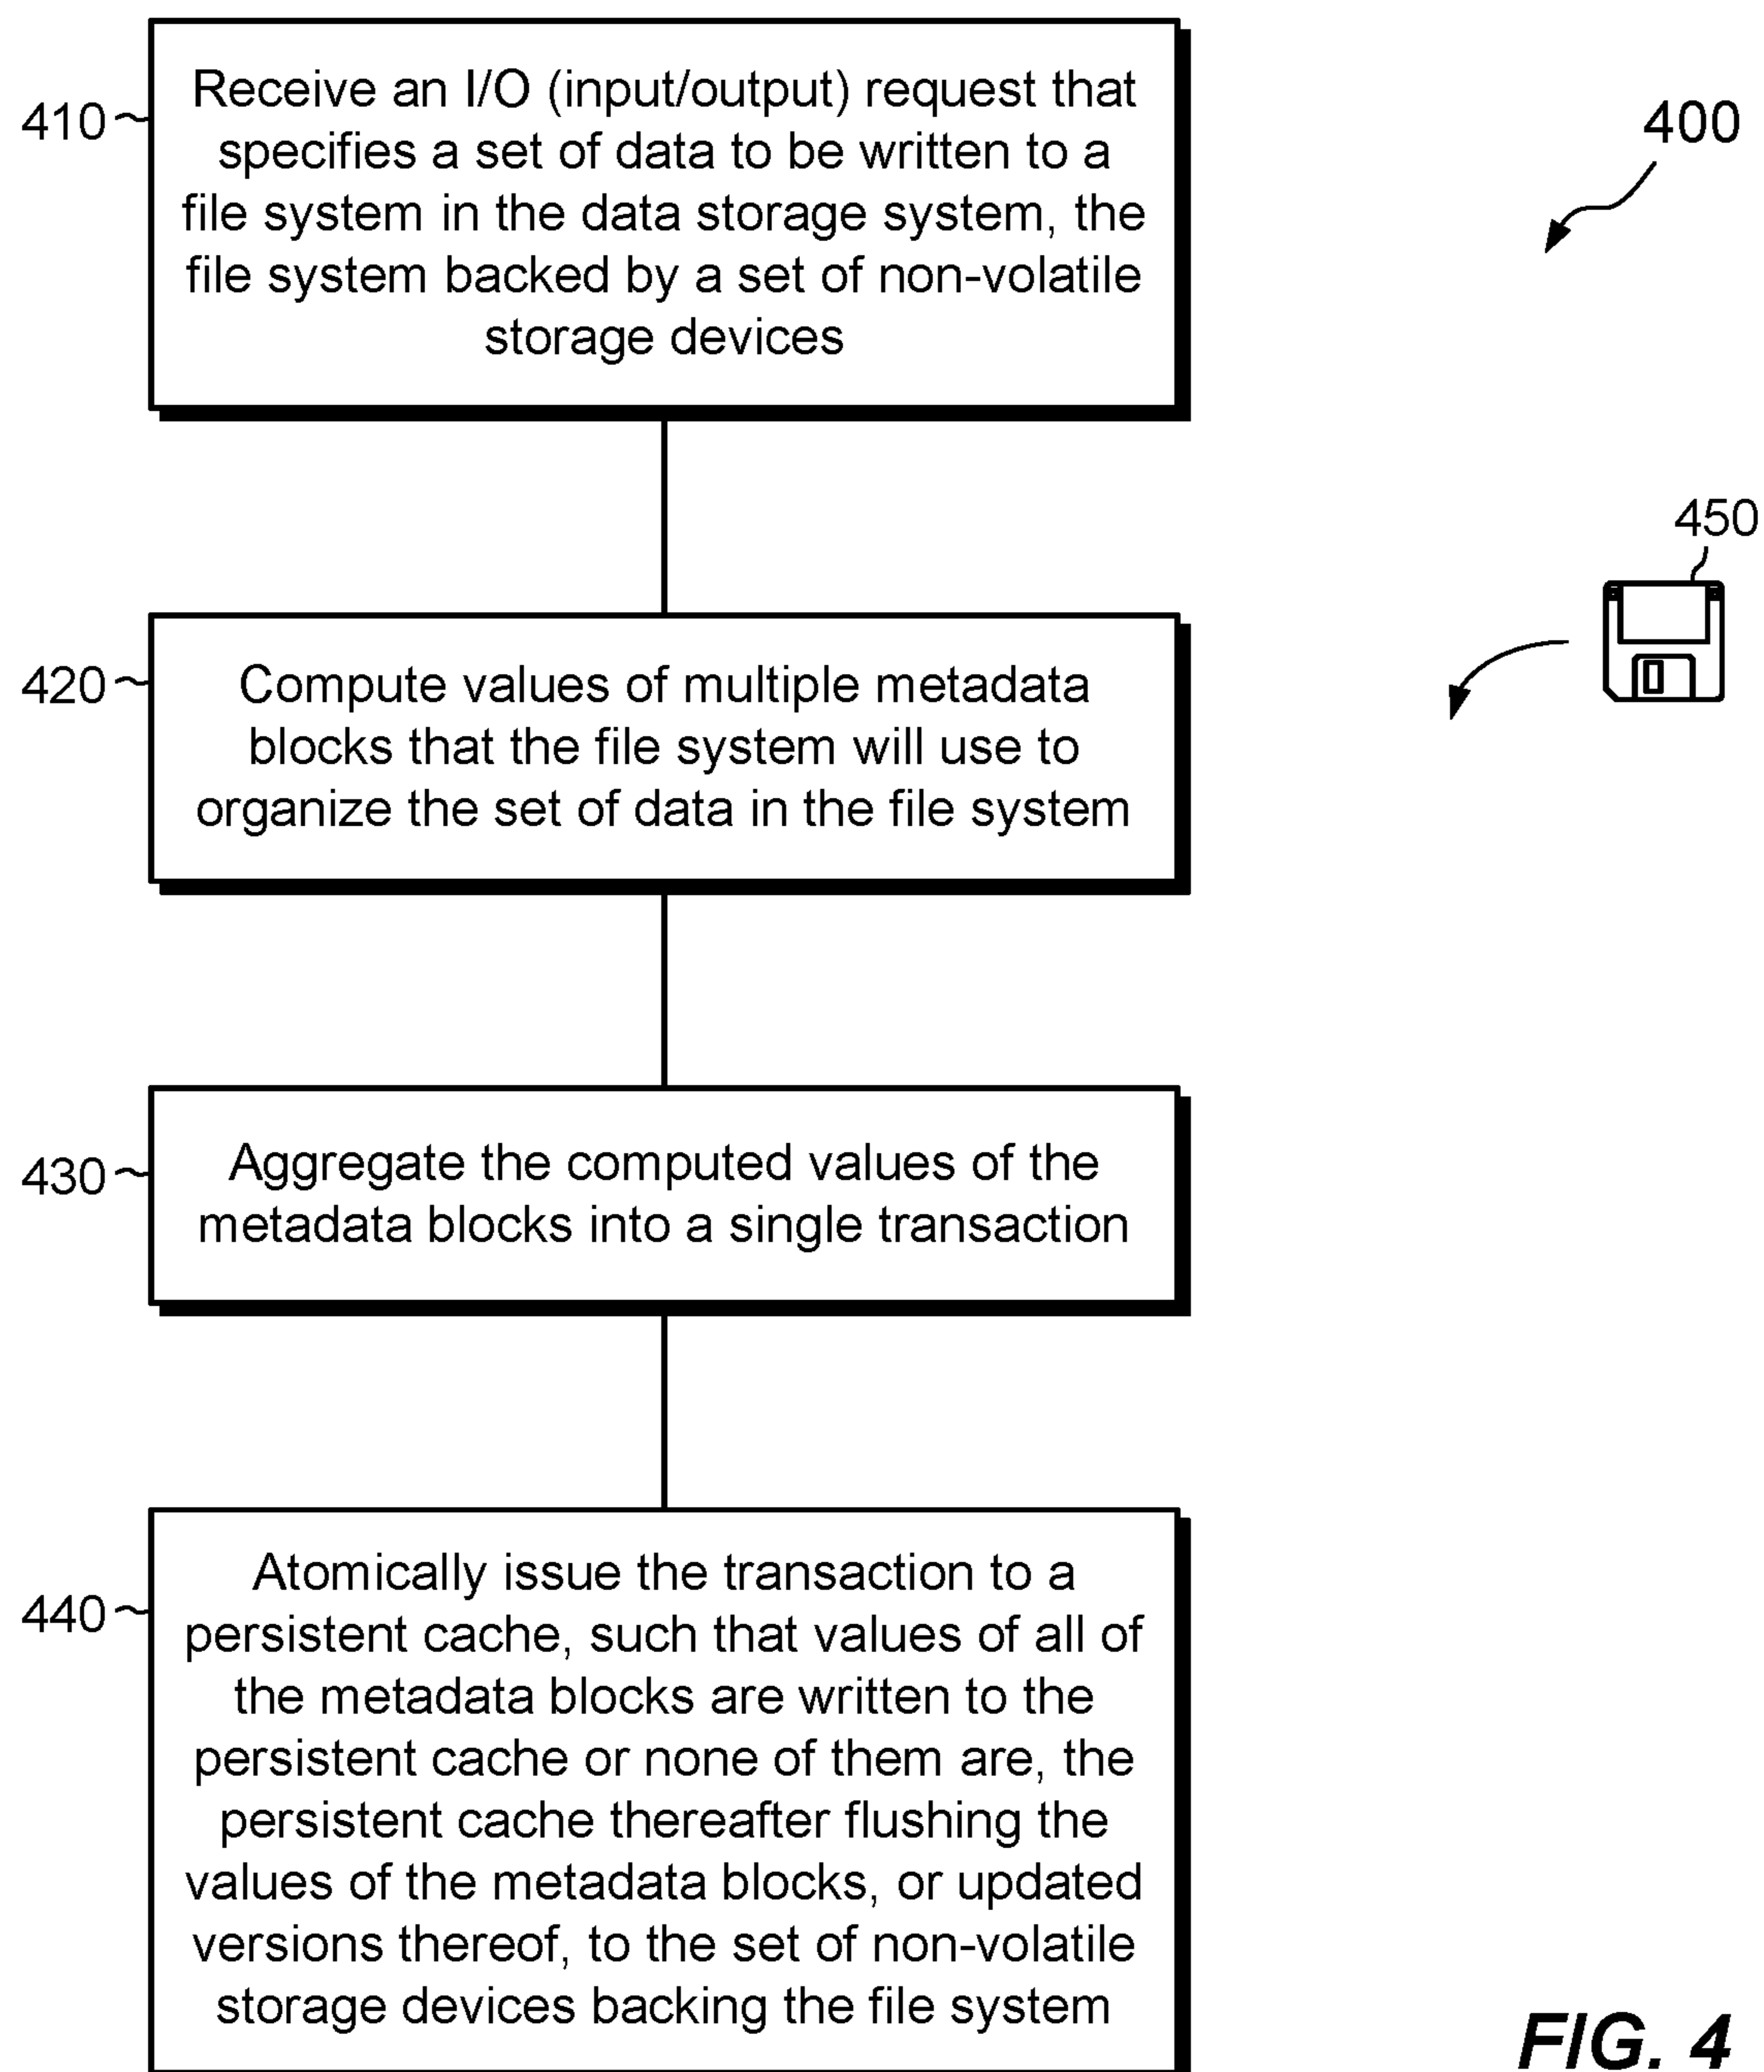 400
410
Receive an I/O (input/output) request that
specifies a set of data to be written to a
file system in the data storage system, the
file system backed by a set of non-volatile
storage devices
450
420
Compute values of multiple metadata
blocks that the file system will use to
organize the set of data in the file system
430
Aggregate the computed values of the
metadata blocks into a single transaction
440
Atomically issue the transaction to a
persistent cache, such that values of all of
the metadata blocks are written to the
persistent cache or none of them are, the
persistent cache thereafter flushing the
values of the metadata blocks, or updated
versions thereof, to the set of non-volatile
storage devices backing the file system
FIG. 4